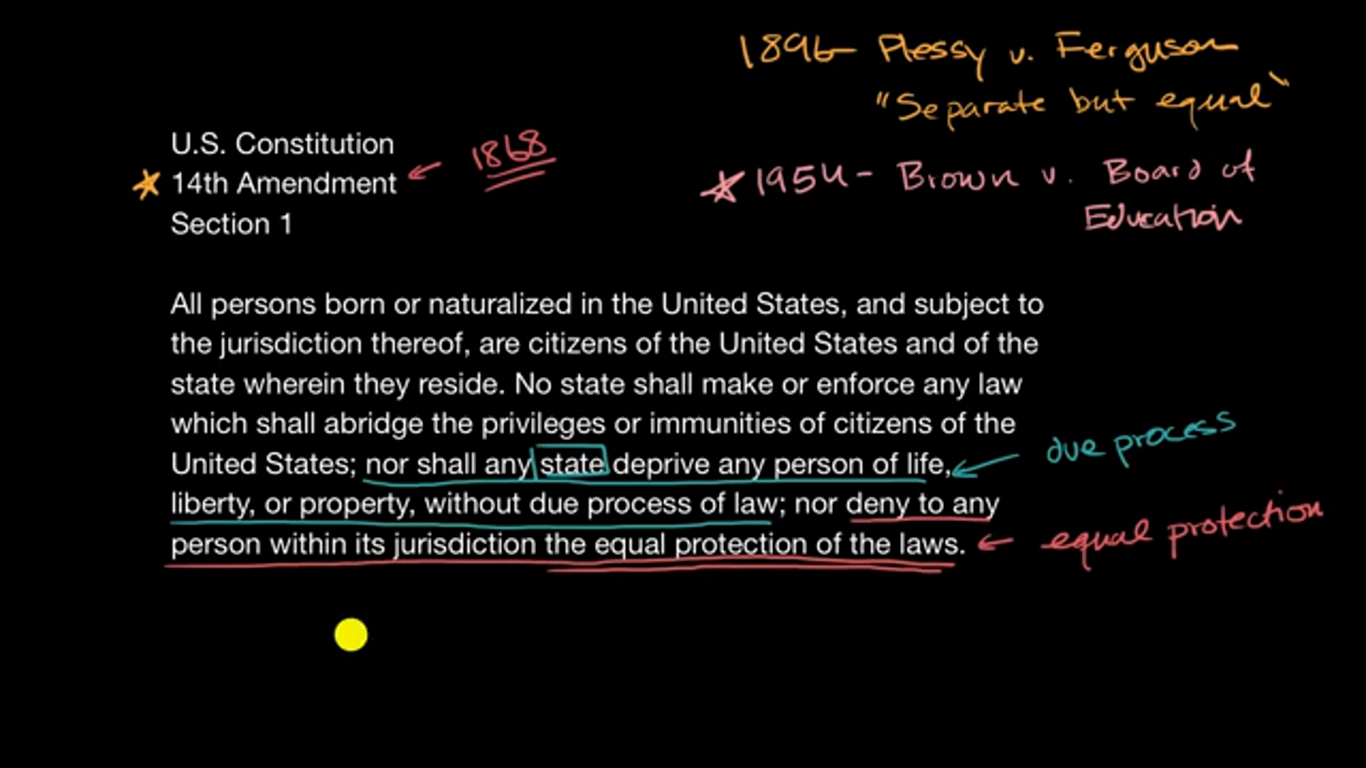 1896 Plessy v. Ferguson
"Separate but equal"
U.S. Constitution
14th Amendment
Section 1
1868
1954 - Brown v. Board of
Education
All persons born or naturalized in the United States, and subject to
the jurisdiction thereof, are citizens of the United States and of the
state wherein they reside. No state shall make or enforce any law
which shall abridge the privileges or immunities of citizens of the
United States; nor shall any state deprive any person of life,
due process
liberty, or property, without due process of law; nor deny to any
person within its jurisdiction the equal protection of the laws.
equal protection